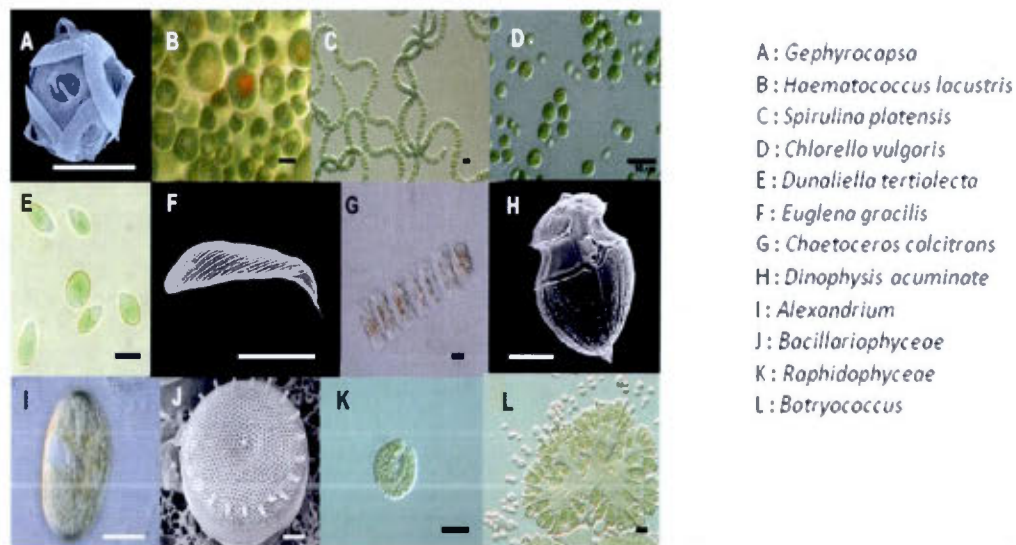 A B C D
E F G H
I J K L
A : Gephyrocapsa
B : Haematococcus lacustris
C : Spirulina platensis
D : Chlorella vulgaris
E : Dunaliella tertiolecta
F : Euglena gracilis
G : Chaetoceros calcitrans
H : Dinophysis acuminate
I : Alexandrium
J : Bacillariophyceae
K : Raphidophyceae
L : Botryococcus